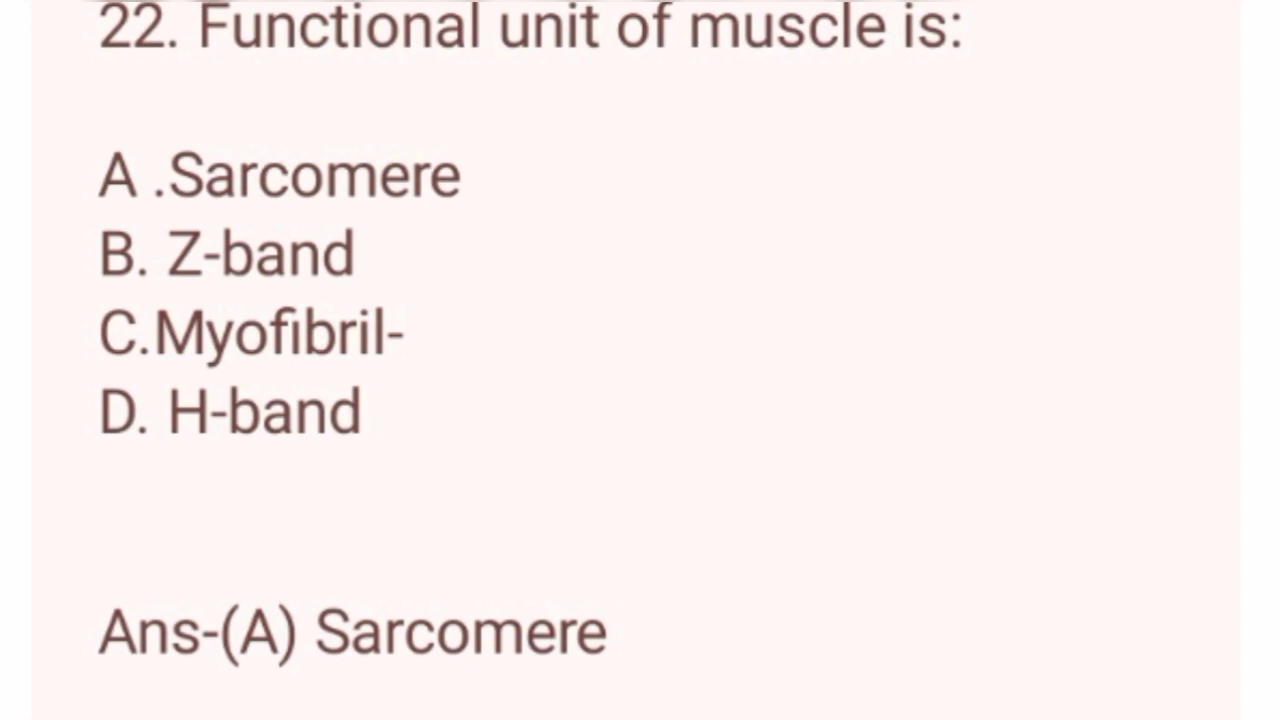 22. Functional unit of muscle is:
A .Sarcomere
B. Z-band
C.Myofibril-
D. H-band
Ans-(A) Sarcomere